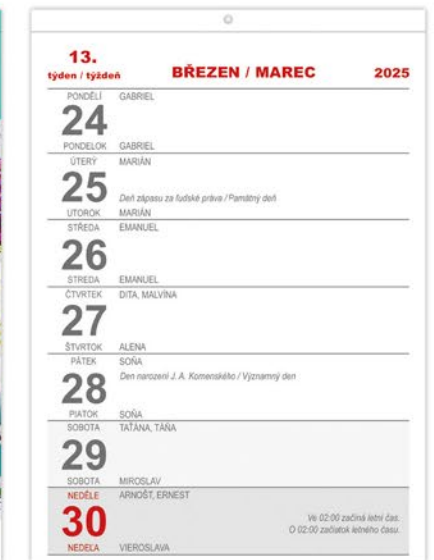 13.
týden / týždeň
BŘEZEN / MAREC
2025
PONDĚLÍ GABRIEL
24
PONDELOK GABRIEL
ÚTERÝ MARIÁN
25
Deň zápasu za ľudské práva / Pamätný deň
UTOROK MARIÁN
STŘEDA EMANUEL
26
STREDA EMANUEL
ČTVRTEK DITA, MALVÍNA
27
ŠTVRTOK ALENA
PÁTEK SOŇA
Den narození J. A. Komenského / Významný den
28
PIATOK SOŇA
SOBOTA TAŤÁNA, TÁŇA
29
SOBOTA MIROSLAV
NEDĚLE ARNOŠT, ERNEST
30
Ve 02:00 začíná letní čas.
O 02:00 začiatok letného času.
NEDEĽA VIEROSLAVA